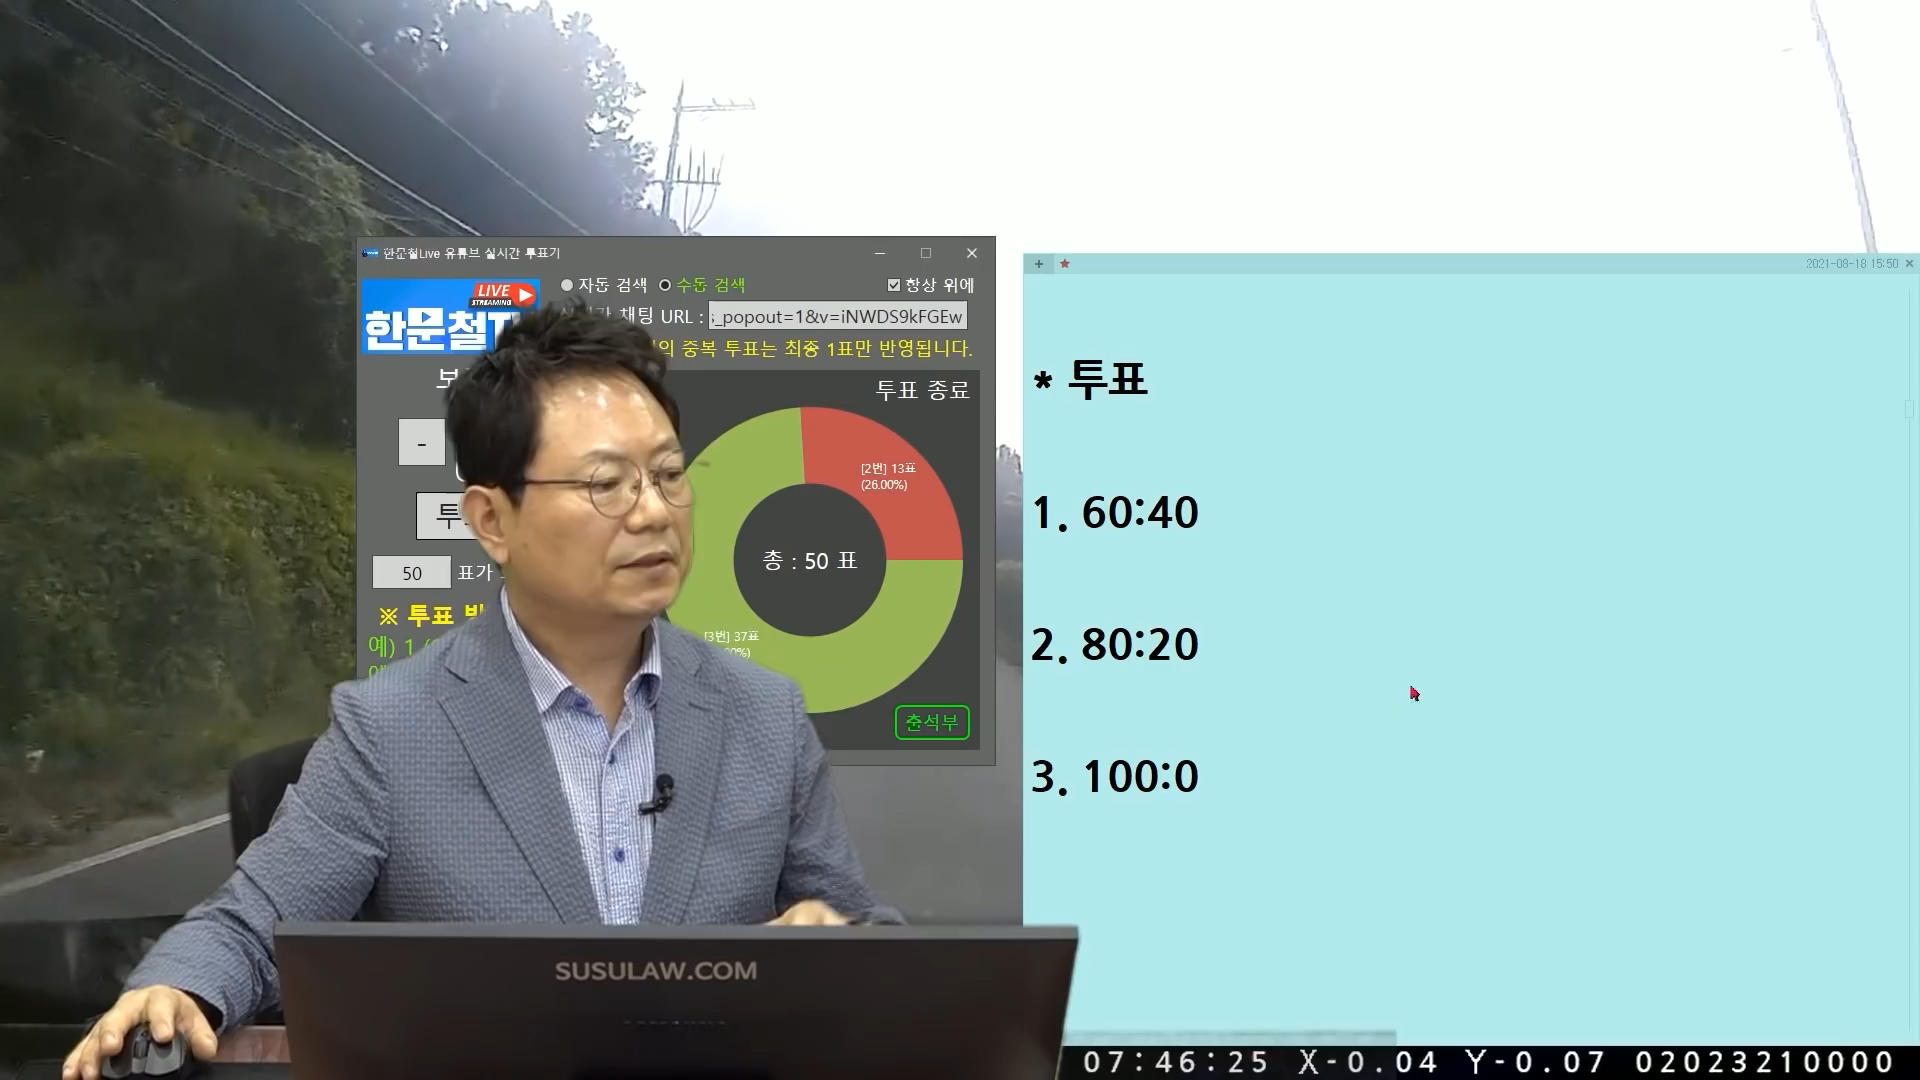 한문철Live 유튜브 실시간 투표기
LIVE
STREAMING
한문철T
자동 검색 수동 검색
항상 위에
채팅 URL : s_popout=1&v=iNWDS9kFGEw
의 중복 투표는 최종 1표만 반영됩니다.
투표 종료
-
50 표가
※ 투표
예) 1
[2번] 13표
(26.00%)
총 : 50 표
[3번] 37표
출석부
2021-08-18 15:50
* 투표
1. 60:40
2. 80:20
3. 100:0
SUSULAW.COM
07:46:25 X-0.04 Y-0.07 02023210000